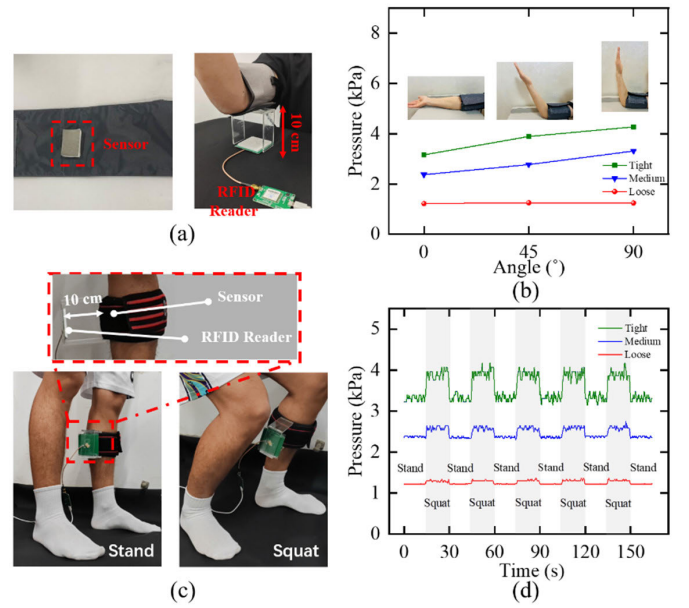 Sensor
10 cm
RFID
Reader
(a)
Pressure (kPa)
8
6
4
2
0
Tight
Medium
Loose
0
45
90
Angle (°)
(b)
10 cm
Sensor
RFID Reader
Stand
Squat
(c)
Pressure (kPa)
5
4
3
2
1
0
Tight
Medium
Loose
Stand
Stand
Stand
Stand
Stand
Stand
Squat
Squat
Squat
Squat
Squat
0
30
60
90
120
150
Time (s)
(d)